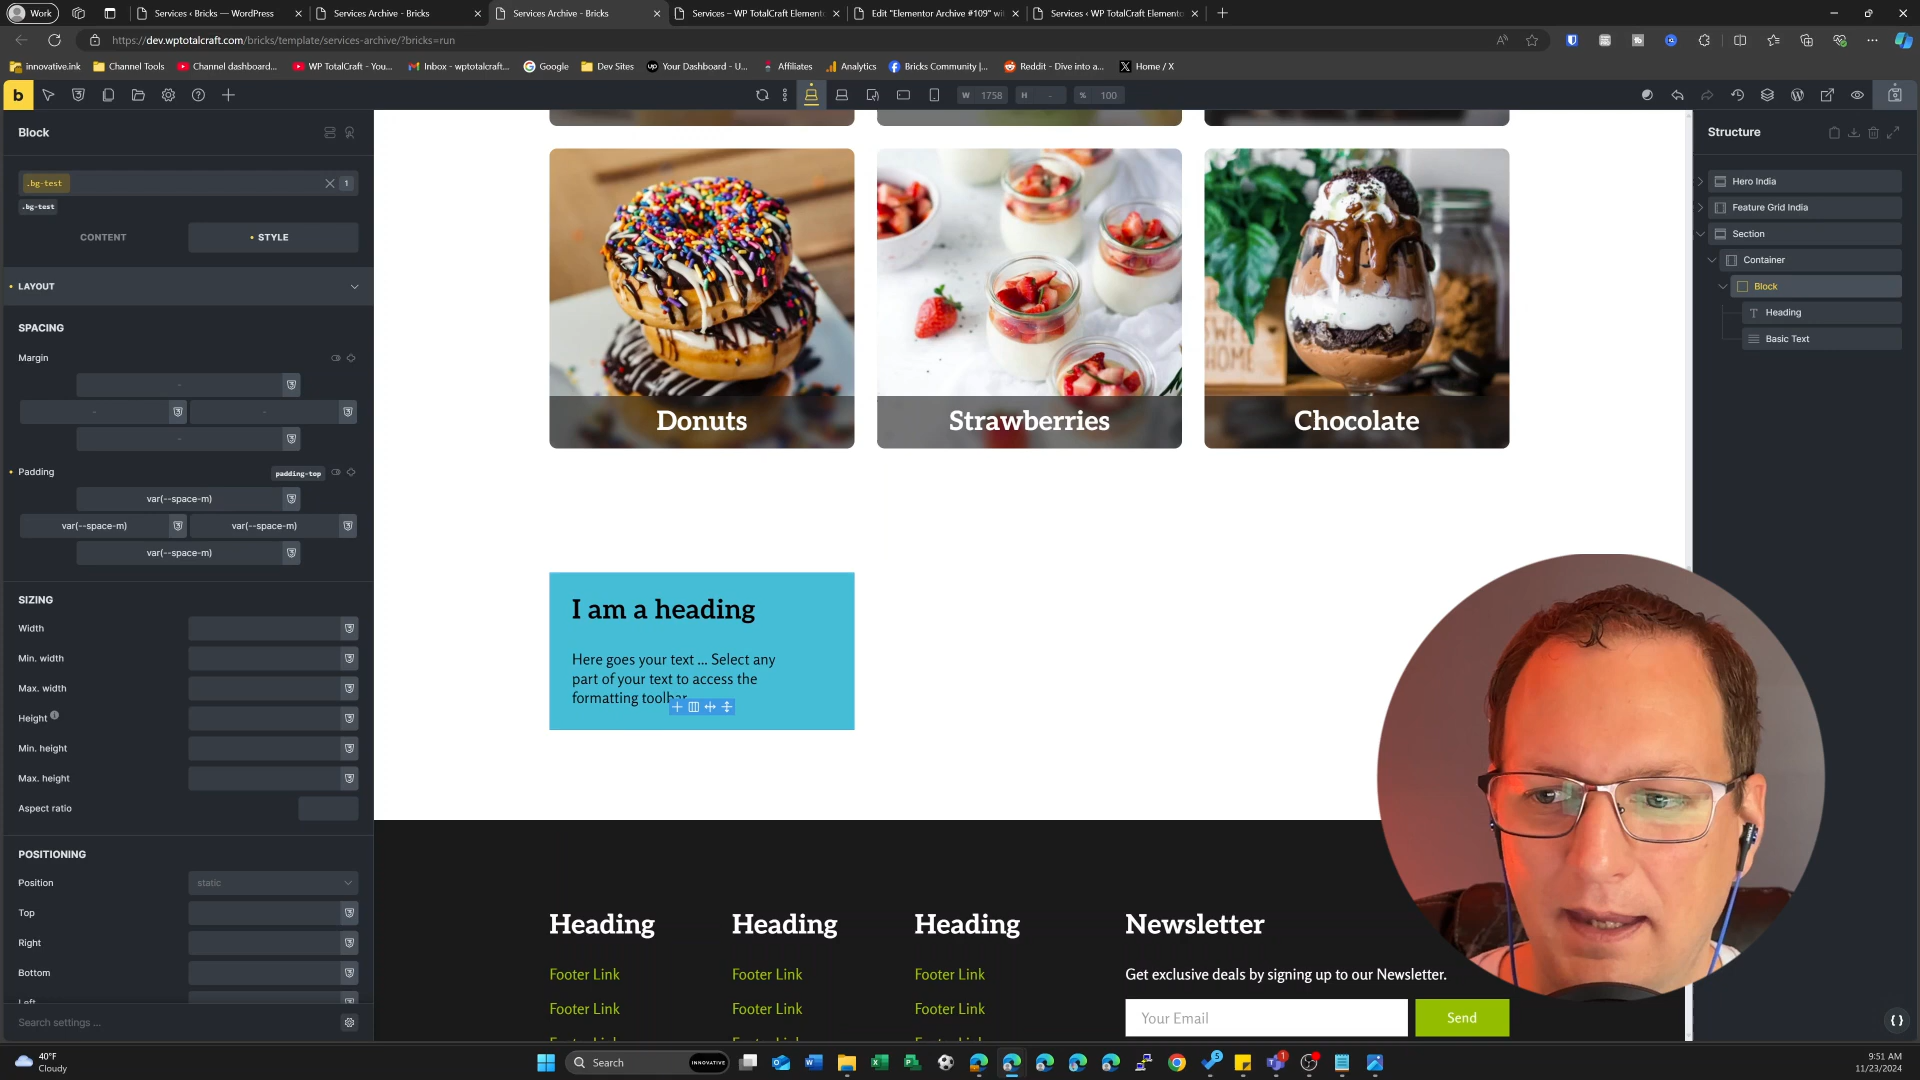 Work
Services ‹ Bricks — WordPress
Services Archive - Bricks
Services Archive - Bricks
Services – WP TotalCraft Element
Edit "Elementor Archive #109" wi
Services ‹ WP TotalCraft Elemento
https://dev.wptotalcraft.com/bricks/template/services-archive/?bricks=run
innovative.ink
Channel Tools
Channel dashboard...
WP TotalCraft - You...
Inbox - wptotalcraft...
Google
Dev Sites
Your Dashboard - U...
Affiliates
Analytics
Bricks Community |...
Reddit - Dive into a...
Home / X
b
W 1758
H -
% 100
Block
.bg-test
1
.bg-test
CONTENT
STYLE
LAYOUT
SPACING
Margin
-
-
-
-
Padding
padding-top
var(--space-m)
var(--space-m)
var(--space-m)
var(--space-m)
SIZING
Width
Min. width
Max. width
Height
Min. height
Max. height
Aspect ratio
POSITIONING
Position
static
Top
Right
Bottom
Left
Search settings ...
Donuts
Strawberries
Chocolate
I am a heading
Here goes your text ... Select any
part of your text to access the
formatting toolbar.
Heading
Heading
Heading
Newsletter
Footer Link
Footer Link
Footer Link
Get exclusive deals by signing up to our Newsletter.
Footer Link
Footer Link
Footer Link
Your Email
Send
Structure
Hero India
Feature Grid India
Section
Container
Block
Heading
Basic Text
40°F
Cloudy
Search
INNOVATIVE
9:51 AM
11/23/2024